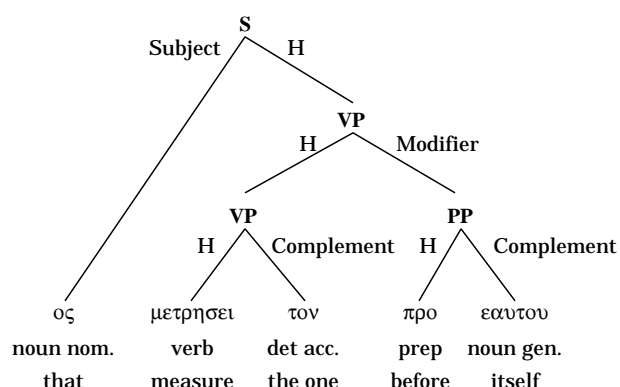 S
Subject H
VP
H Modifier
VP PP
H Complement H Complement
ος μετρησει τον προ εαυτου
noun nom. verb det acc. prep noun gen.
that measure the one before itself